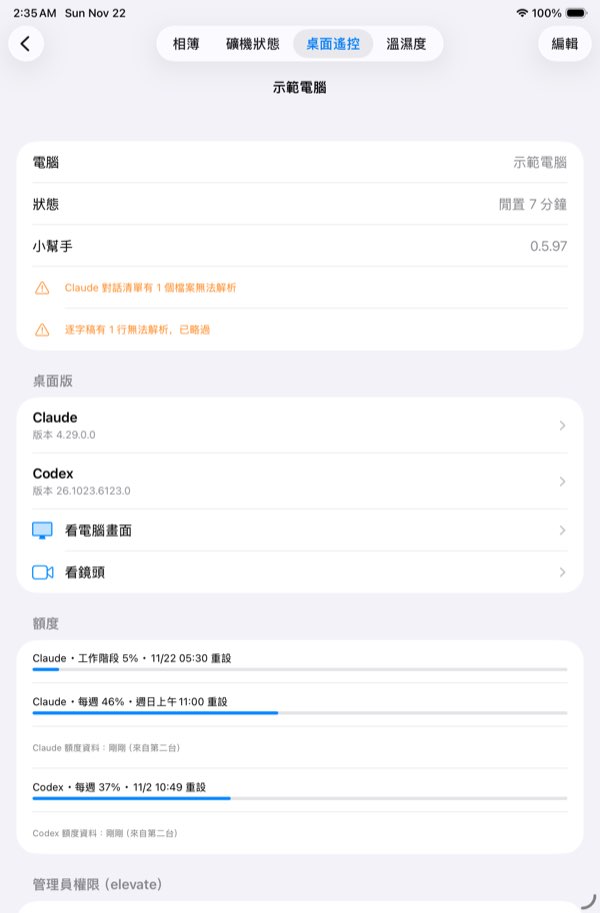 2:35 AM Sun Nov 22
100%
相簿 礦機狀態 桌面遙控 溫濕度 編輯
示範電腦
電腦 示範電腦
狀態 閒置 7 分鐘
小幫手 0.5.97
Claude 對話清單有 1 個檔案無法解析
逐字稿有 1 行無法解析，已略過
桌面版
Claude
版本 4.29.0.0
Codex
版本 26.1023.6123.0
看電腦畫面
看鏡頭
額度
Claude・工作階段 5%・11/22 05:30 重設
Claude・每週 46%・週日上午11:00 重設
Claude 額度資料：剛剛 (來自第二台)
Codex・每週 37%・11/2 10:49 重設
Codex 額度資料：剛剛 (來自第二台)
管理員權限 (elevate)